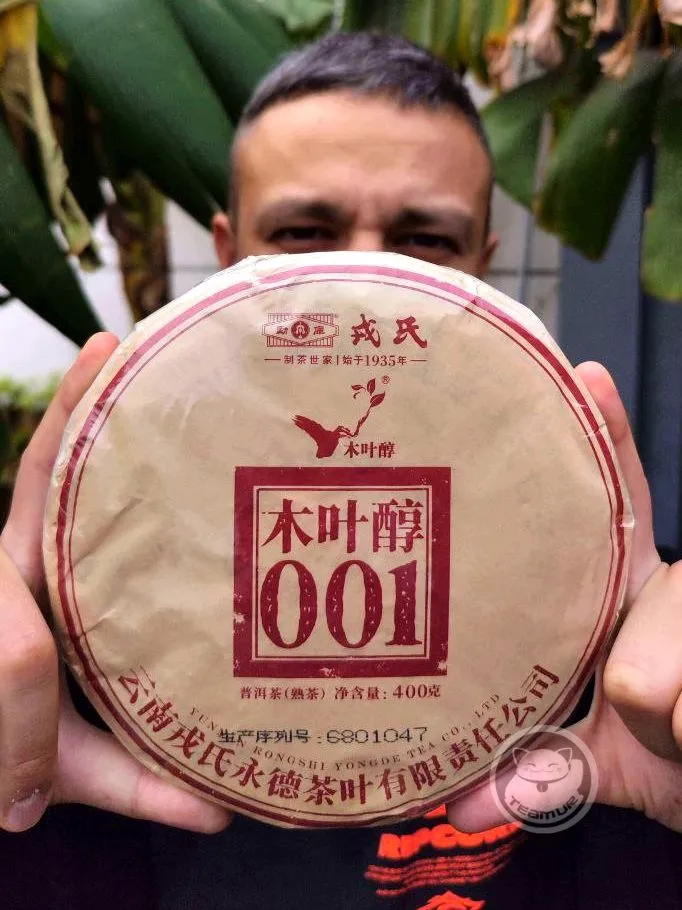 勐库 戎氏
制茶世家 | 始于1935年
®
木叶醇
木叶醇
001
普洱茶(熟茶) 净含量: 400克
生产序列号:6801047
YUNNAN RONGSHI YONGDE TEA CO., LTD
云南戎氏永德茶叶有限责任公司
TEAMUR
RIP CURL